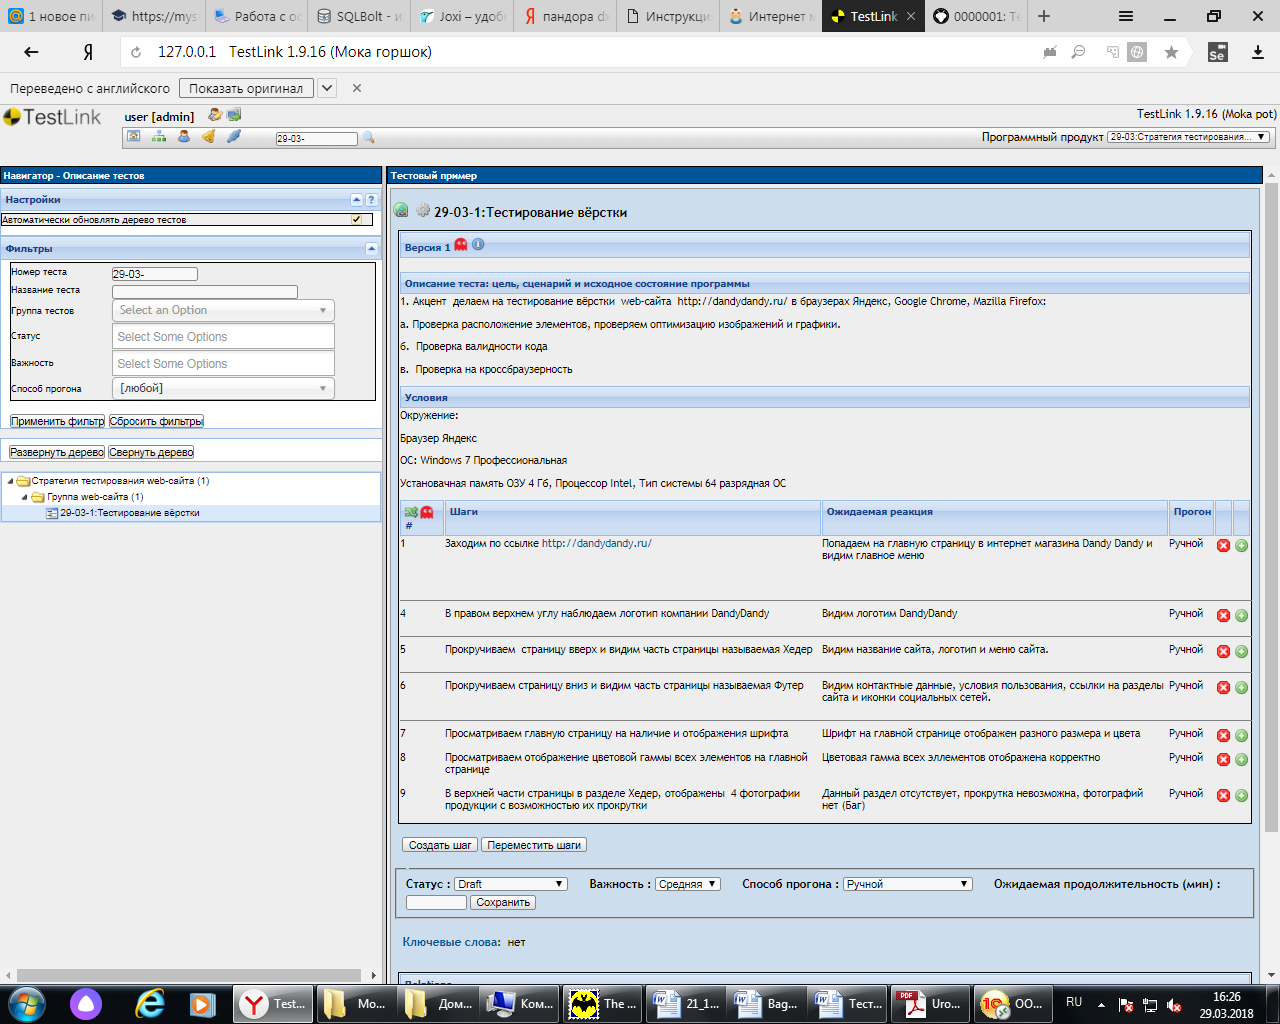 1 новое пи
https://mys
Работа с ос
SQLBolt - и
Joxi – удоб
пандора dx
Инструкци
Интернет м
TestLink
0000001: Те
127.0.0.1 TestLink 1.9.16 (Мока горшок)
Переведено с английского Показать оригинал
TestLink user [admin] TestLink 1.9.16 (Moka pot)
29-03- Программный продукт 29-03:Стратегия тестирования...
Навигатор - Описание тестов
Настройки
Автоматически обновлять дерево тестов
Фильтры
Номер теста 29-03-
Название теста
Группа тестов Select an Option
Статус Select Some Options
Важность Select Some Options
Способ прогона [любой]
Применить фильтр Сбросить фильтры
Развернуть дерево Свернуть дерево
Стратегия тестирования web-сайта (1)
Группа web-сайта (1)
29-03-1:Тестирование вёрстки
Тестовый пример
29-03-1:Тестирование вёрстки
Версия 1
Описание теста: цель, сценарий и исходное состояние программы
1. Акцент делаем на тестирование вёрстки web-сайта http://dandydandy.ru/ в браузерах Яндекс, Google Chrome, Mazilla Firefox:
а. Проверка расположение элементов, проверяем оптимизацию изображений и графики.
б. Проверка валидности кода
в. Проверка на кроссбраузерность
Условия
Окружение:
Браузер Яндекс
ОС: Windows 7 Профессиональная
Установачная память ОЗУ 4 Гб, Процессор Intel, Тип системы 64 разрядная ОС
# Шаги Ожидаемая реакция Прогон
1 Заходим по ссылке http://dandydandy.ru/ Попадаем на главную страницу в интернет магазина Dandy Dandy и Ручной
видим главное меню
4 В правом верхнем углу наблюдаем логотип компании DandyDandy Видим логотим DandyDandy Ручной
5 Прокручиваем страницу вверх и видим часть страницы называемая Хедер Видим название сайта, логотип и меню сайта. Ручной
6 Прокручиваем страницу вниз и видим часть страницы называемая Футер Видим контактные данные, условия пользования, ссылки на разделы Ручной
сайта и иконки социальных сетей.
7 Просматриваем главную страницу на наличие и отображения шрифта Шрифт на главной странице отображен разного размера и цвета Ручной
8 Просматриваем отображение цветовой гаммы всех элементов на главной Цветовая гамма всех эллементов отображена корректно Ручной
странице
9 В верхней части страницы в разделе Хедер, отображены 4 фотографии Данный раздел отсутствует, прокрутка невозможна, фотографий Ручной
продукции с возможностью их прокрутки нет (Баг)
Создать шаг Переместить шаги
Статус : Draft Важность : Средняя Способ прогона : Ручной Ожидаемая продолжительность (мин) :
Сохранить
Ключевые слова: нет
Relations
Test... Мо... Дом... Ком... The ... 21_1... Bag... Тест... Uro... ОО... RU 16:26
29.03.2018